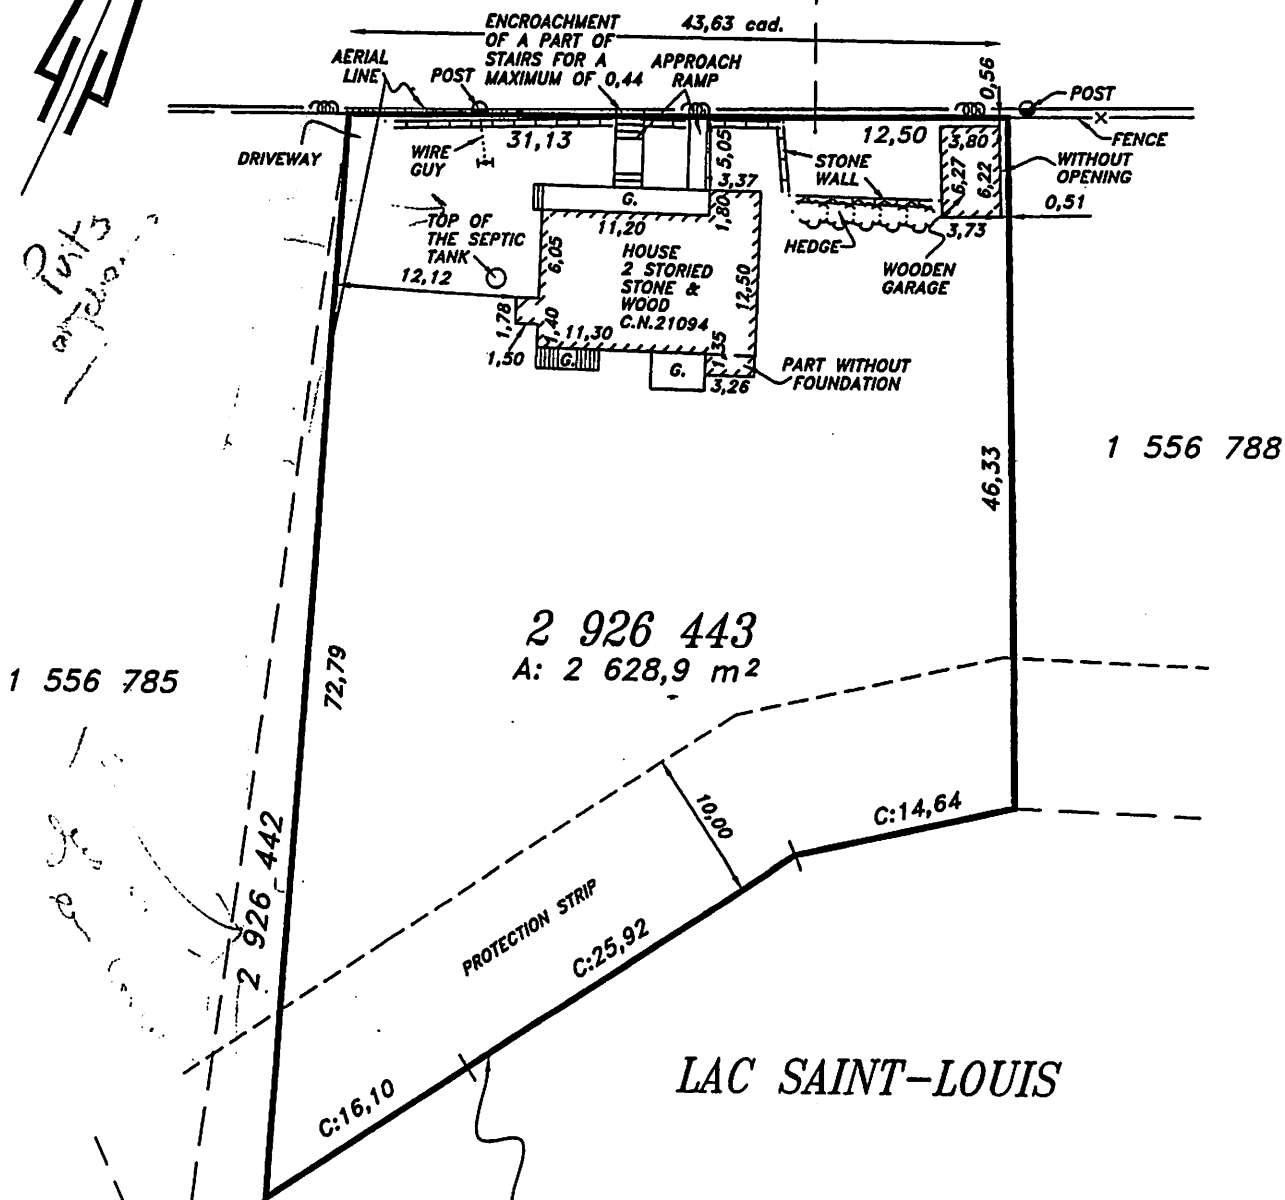 ENCROACHMENT
OF A PART OF
STAIRS FOR A
MAXIMUM OF 0,44
43,63 cad.
AERIAL
LINE
POST
APPROACH
RAMP
0,56
POST
FENCE
DRIVEWAY
WIRE
GUY
31,13
5,05
12,50
3,80
STONE
WALL
6,27
6,22
WITHOUT
OPENING
0,51
3,37
1,80
G.
11,20
TOP OF
THE SEPTIC
TANK
6,05
HOUSE
2 STORIED
STONE &
WOOD
C.N.21094
12,50
HEDGE
3,73
WOODEN
GARAGE
12,12
1,78
1,40
11,30
1,50
G.
G.
1,35
3,26
PART WITHOUT
FOUNDATION
Puits
1 556 788
46,33
2 926 443
A: 2 628,9 m²
1 556 785
72,79
2 926 442
10,00
C:14,64
PROTECTION STRIP
C:25,92
C:16,10
LAC SAINT-LOUIS